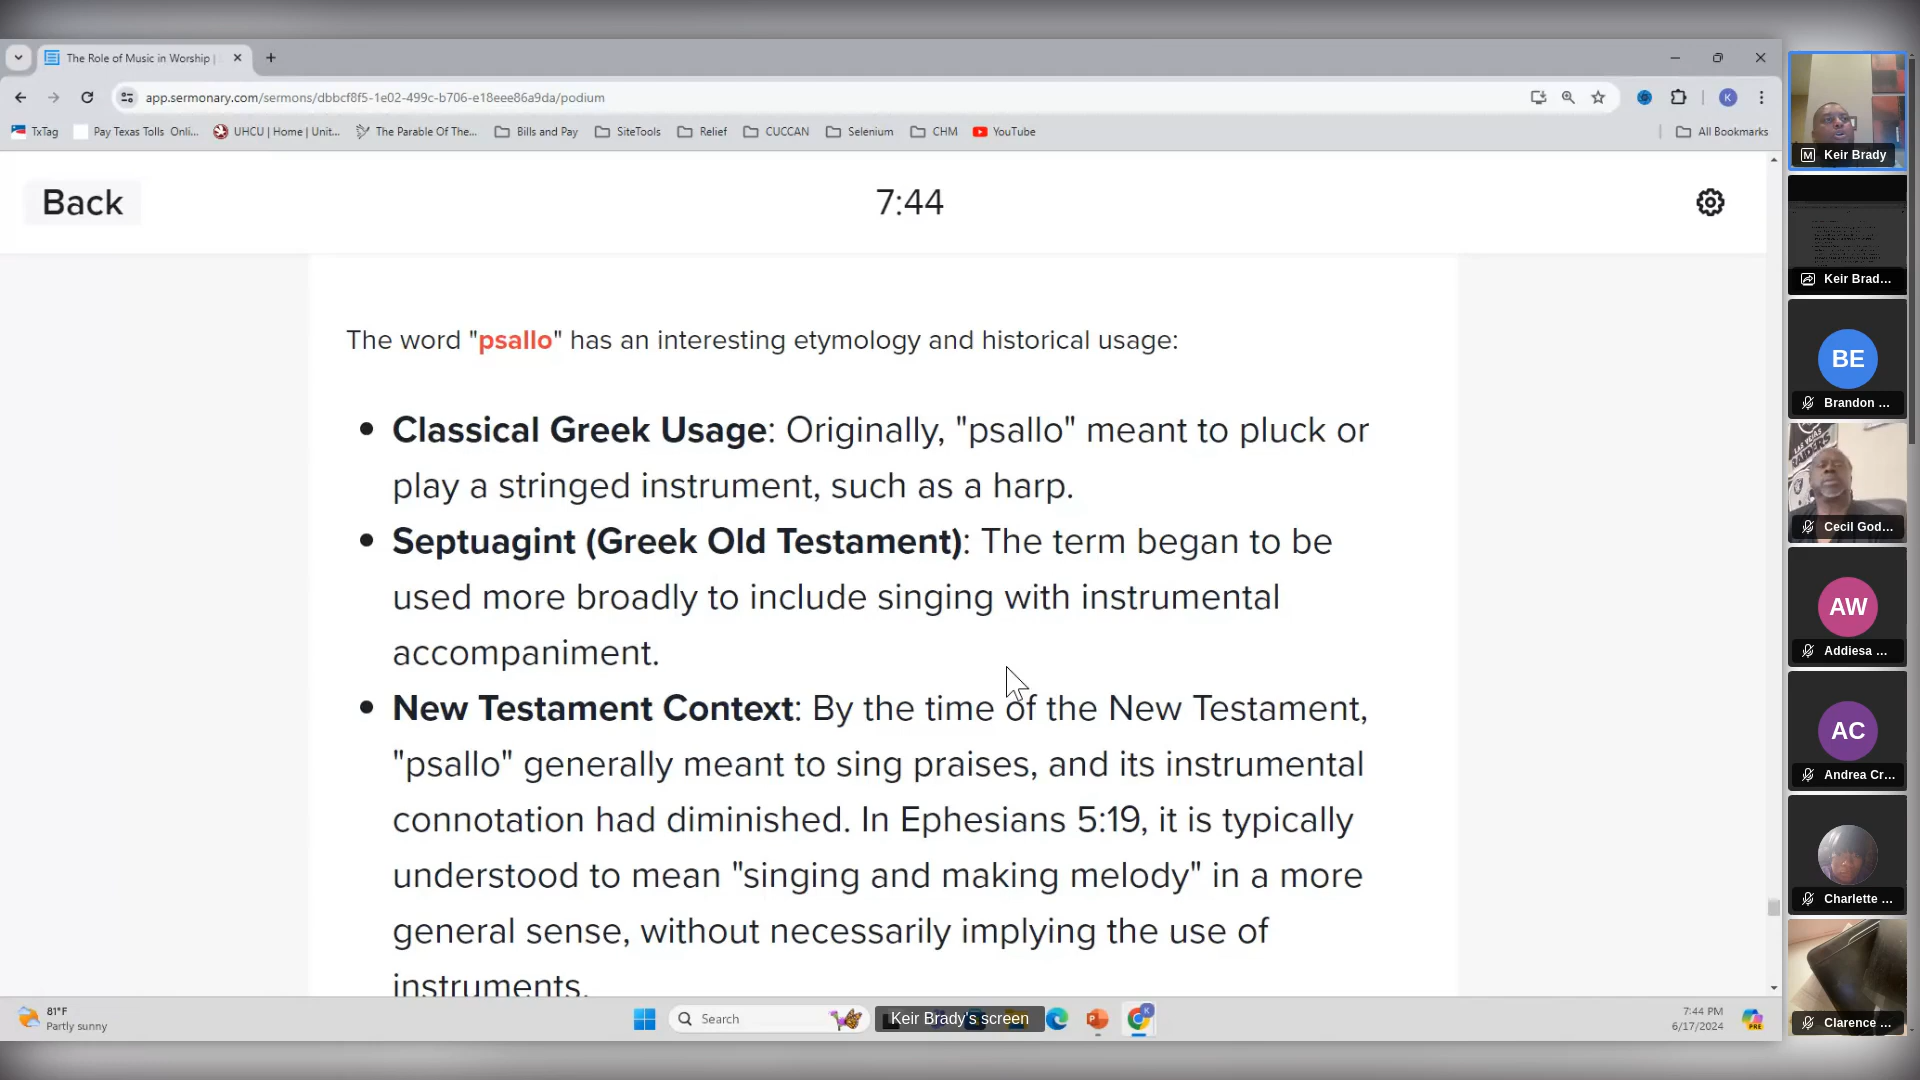 The Role of Music in Worship |
app.sermonary.com/sermons/dbbcf8f5-1e02-499c-b706-e18eee86a9da/podium
K
TxTag
Pay Texas Tolls Onli...
UHCU | Home | Unit...
The Parable Of The...
Bills and Pay
SiteTools
Relief
CUCCAN
Selenium
CHM
YouTube
All Bookmarks
Back
7:44
The word "psallo" has an interesting etymology and historical usage:
• Classical Greek Usage: Originally, "psallo" meant to pluck or
play a stringed instrument, such as a harp.
• Septuagint (Greek Old Testament): The term began to be
used more broadly to include singing with instrumental
accompaniment.
• New Testament Context: By the time of the New Testament,
"psallo" generally meant to sing praises, and its instrumental
connotation had diminished. In Ephesians 5:19, it is typically
understood to mean "singing and making melody" in a more
general sense, without necessarily implying the use of
instruments.
81°F
Partly sunny
Search
Keir Brady's screen
K
7:44 PM
6/17/2024
PRE
M
Keir Brady
Keir Brad...
BE
Brandon ...
LAS VEGAS
RAIDERS
Cecil God...
AW
Addiesa ...
AC
Andrea Cr...
Charlette ...
Clarence ...